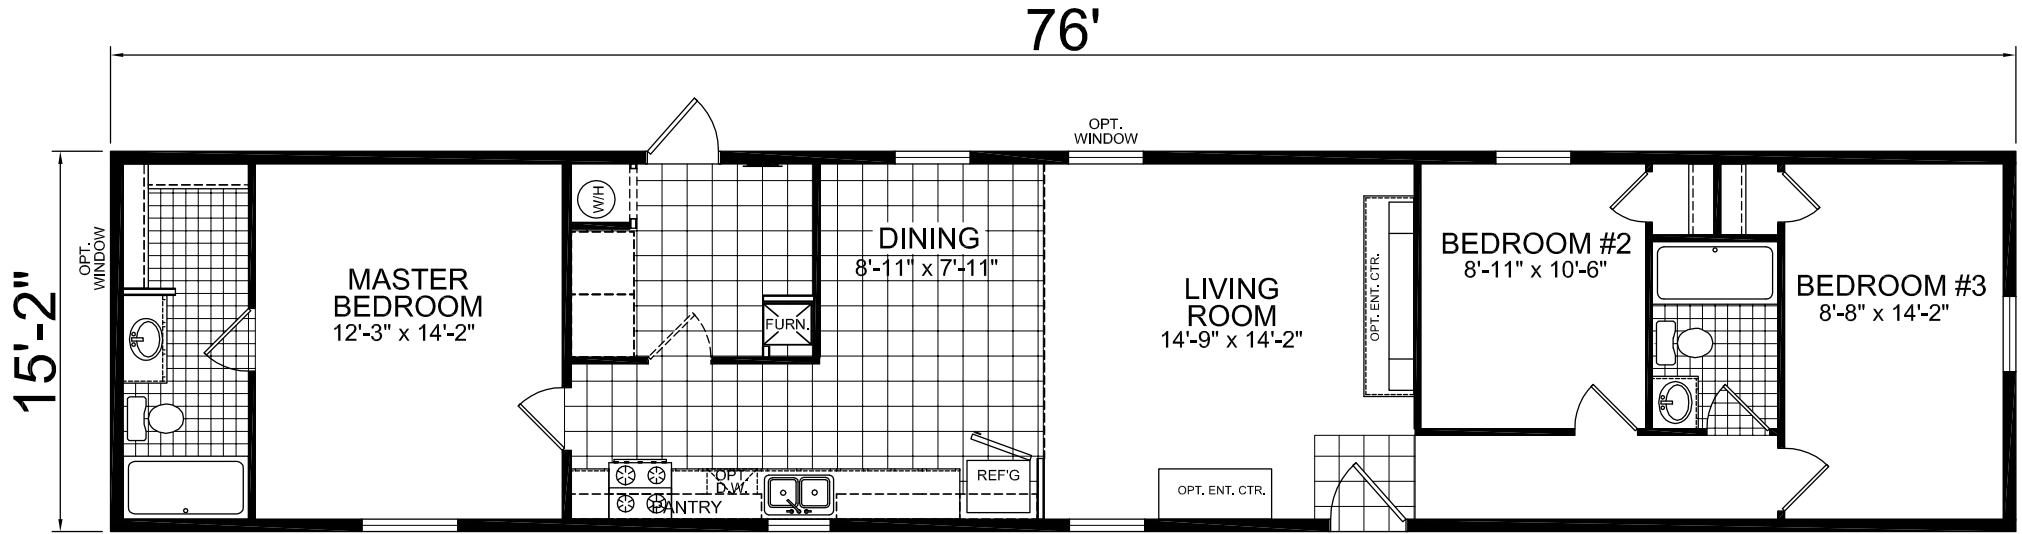 76'
15'-2"
OPT.
WINDOW
MASTER
BEDROOM
12'-3" x 14'-2"
W/H
FURN.
DINING
8'-11" x 7'-11"
OPT.
D.W.
PANTRY
REF'G
OPT.
WINDOW
LIVING
ROOM
14'-9" x 14'-2"
OPT. ENT. CTR.
OPT. ENT. CTR.
BEDROOM #2
8'-11" x 10'-6"
BEDROOM #3
8'-8" x 14'-2"